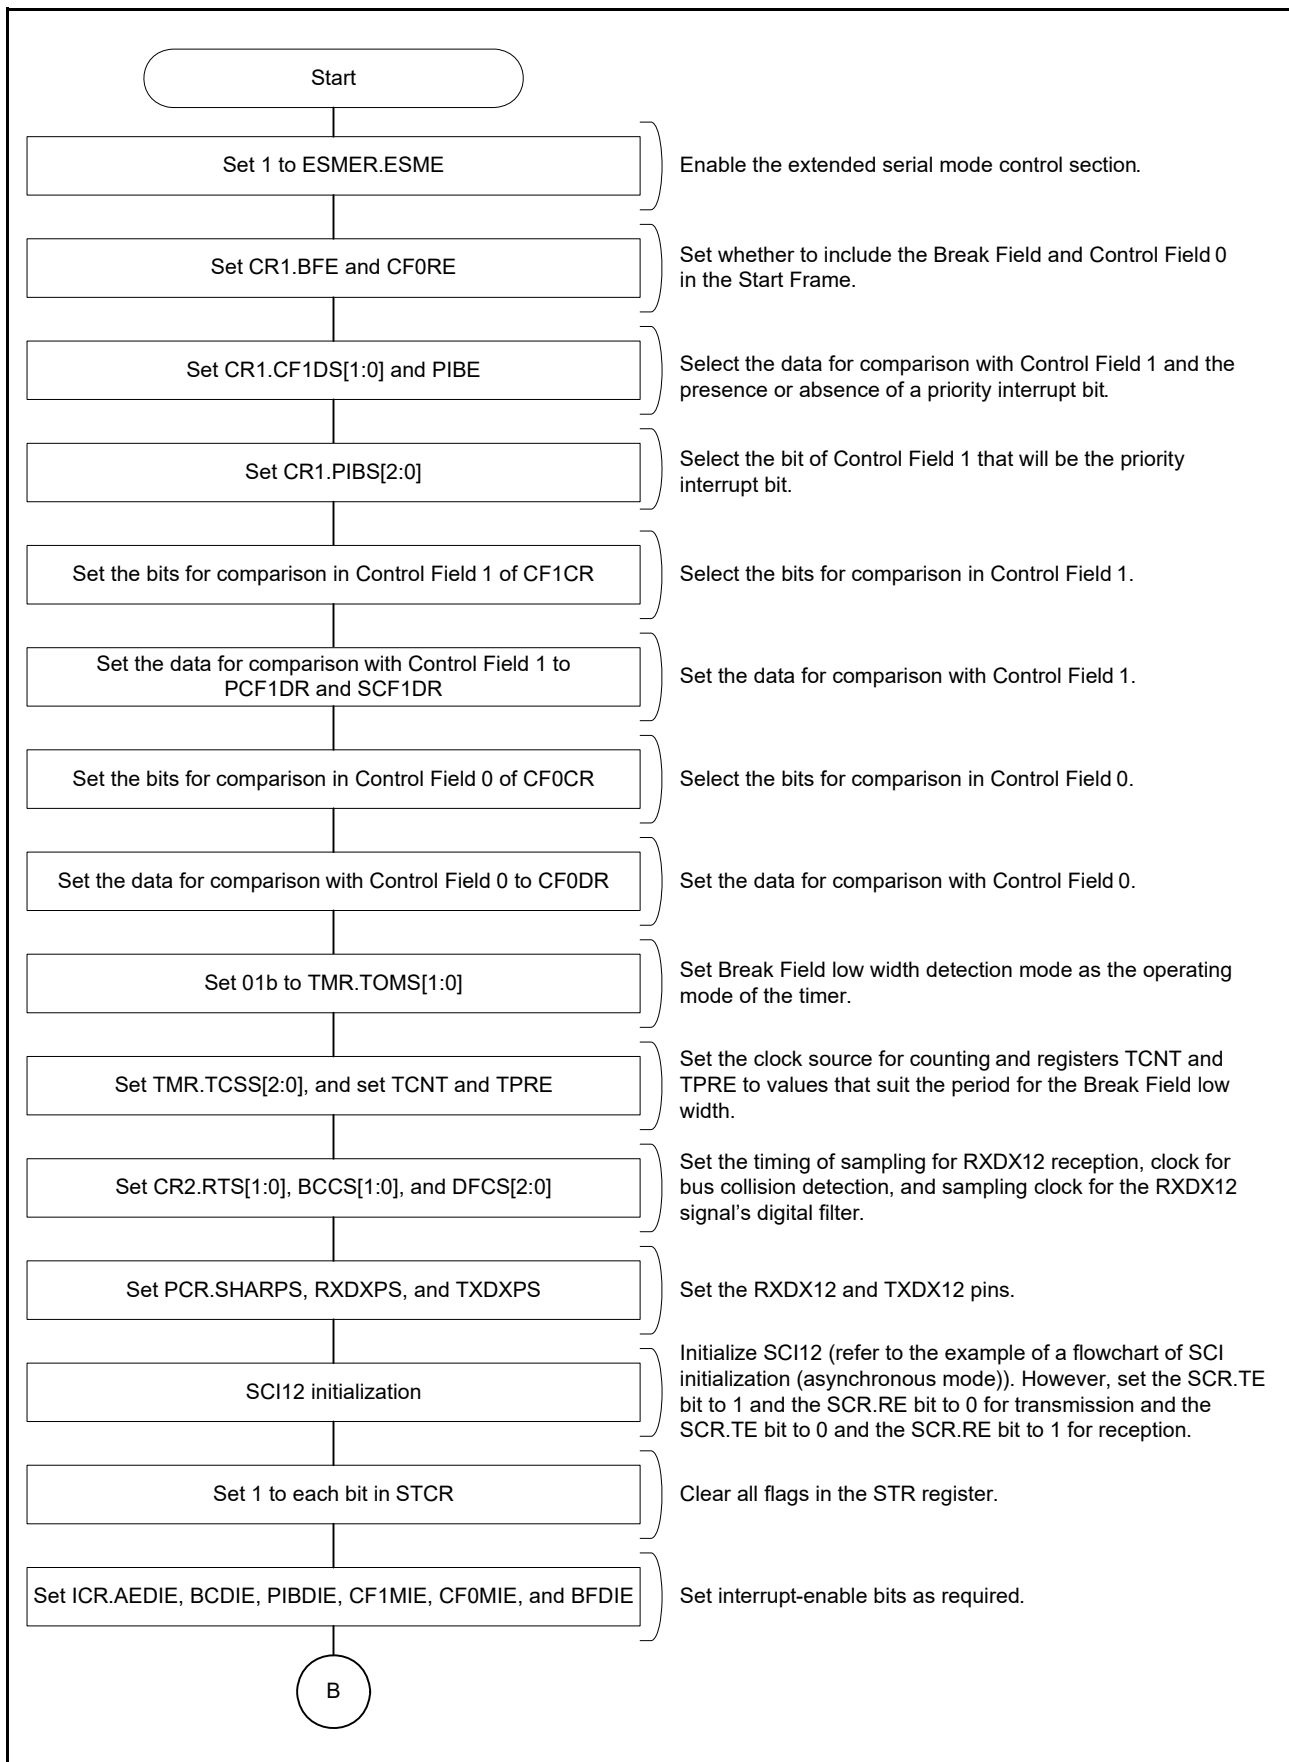 Start
Set 1 to ESMER.ESME
Enable the extended serial mode control section.
Set CR1.BFE and CF0RE
Set whether to include the Break Field and Control Field 0
in the Start Frame.
Set CR1.CF1DS[1:0] and PIBE
Select the data for comparison with Control Field 1 and the
presence or absence of a priority interrupt bit.
Set CR1.PIBS[2:0]
Select the bit of Control Field 1 that will be the priority
interrupt bit.
Set the bits for comparison in Control Field 1 of CF1CR
Select the bits for comparison in Control Field 1.
Set the data for comparison with Control Field 1 to
PCF1DR and SCF1DR
Set the data for comparison with Control Field 1.
Set the bits for comparison in Control Field 0 of CF0CR
Select the bits for comparison in Control Field 0.
Set the data for comparison with Control Field 0 to CF0DR
Set the data for comparison with Control Field 0.
Set 01b to TMR.TOMS[1:0]
Set Break Field low width detection mode as the operating
mode of the timer.
Set TMR.TCSS[2:0], and set TCNT and TPRE
Set the clock source for counting and registers TCNT and
TPRE to values that suit the period for the Break Field low
width.
Set CR2.RTS[1:0], BCCS[1:0], and DFCS[2:0]
Set the timing of sampling for RXDX12 reception, clock for
bus collision detection, and sampling clock for the RXDX12
signal's digital filter.
Set PCR.SHARPS, RXDXPS, and TXDXPS
Set the RXDX12 and TXDX12 pins.
SCI12 initialization
Initialize SCI12 (refer to the example of a flowchart of SCI
initialization (asynchronous mode)). However, set the SCR.TE
bit to 1 and the SCR.RE bit to 0 for transmission and the
SCR.TE bit to 0 and the SCR.RE bit to 1 for reception.
Set 1 to each bit in STCR
Clear all flags in the STR register.
Set ICR.AEDIE, BCDIE, PIBDIE, CF1MIE, CF0MIE, and BFDIE
Set interrupt-enable bits as required.
B